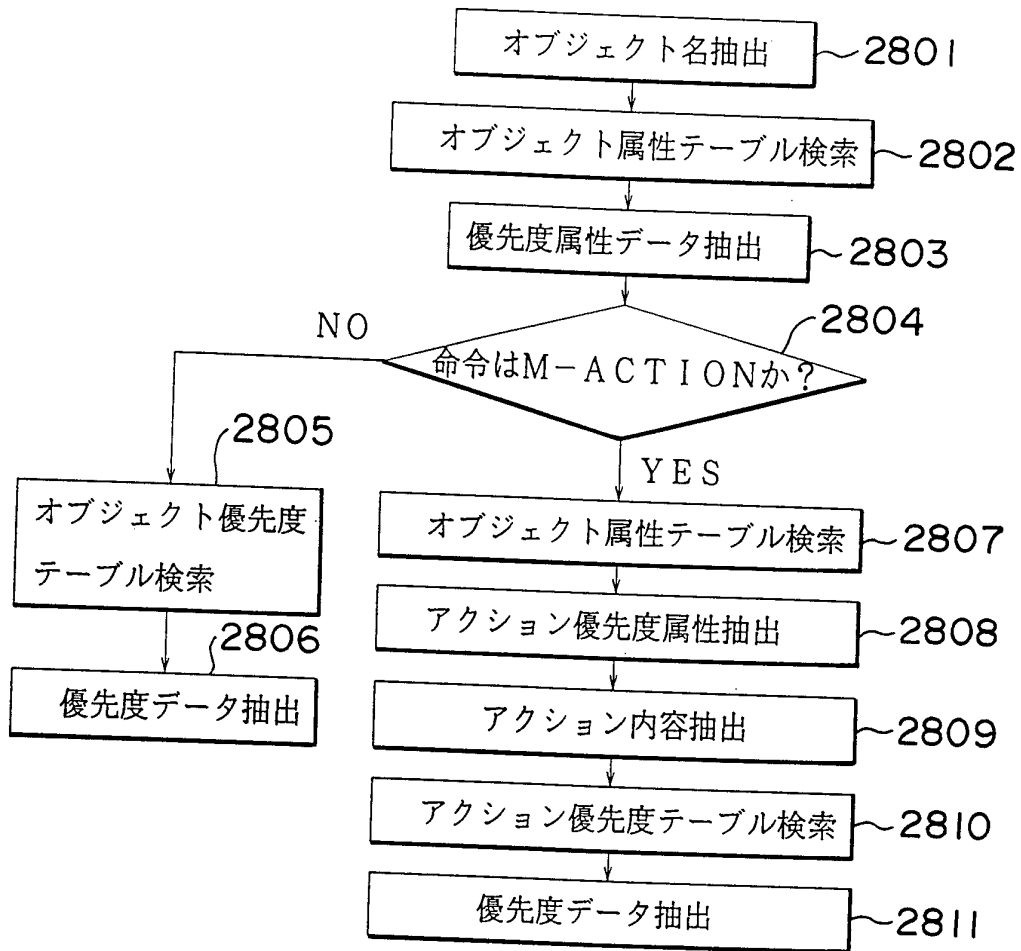 オブジェクト名抽出 2801
オブジェクト属性テーブル検索 2802
優先度属性データ抽出 2803
2804
命令はM-ACTIONか?
NO
YES
2805
オブジェクト優先度
テーブル検索
2806
優先度データ抽出
オブジェクト属性テーブル検索 2807
アクション優先度属性抽出 2808
アクション内容抽出 2809
アクション優先度テーブル検索 2810
優先度データ抽出 2811